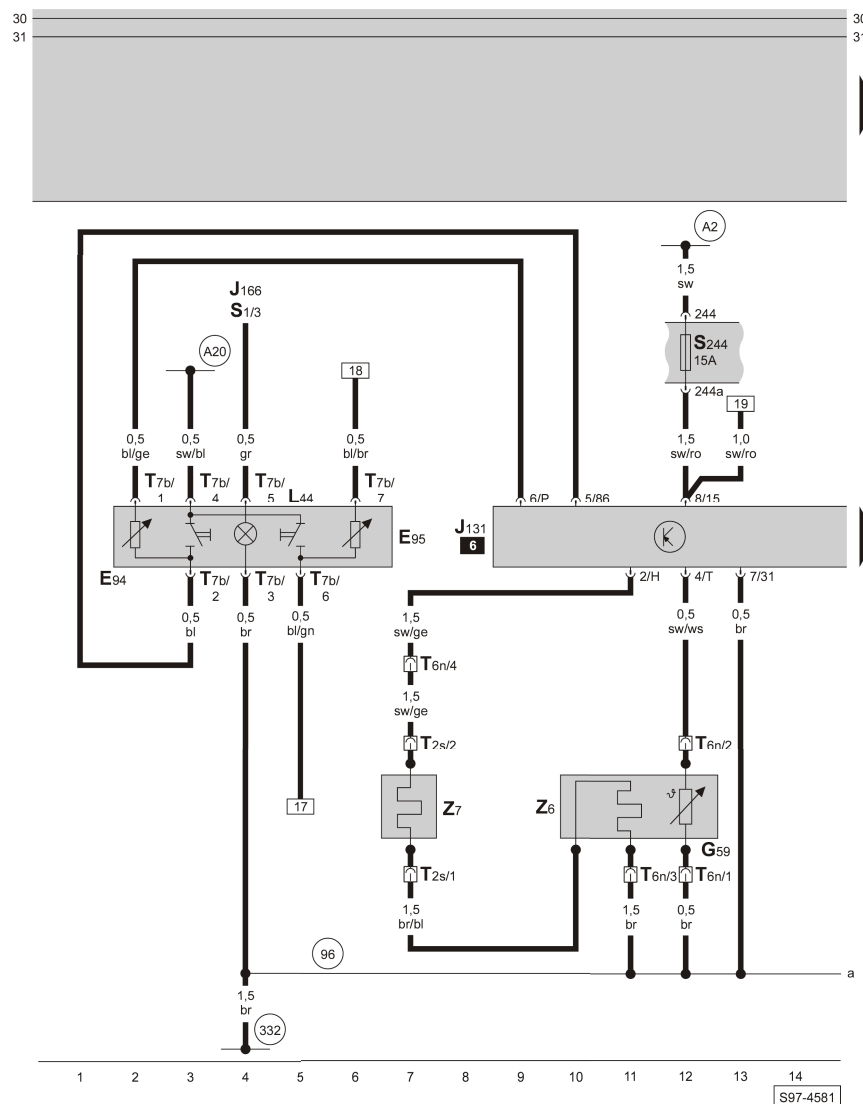 30 30
31 31
A2
1,5
sw
J166
S1/3
244
S244
15A
A20
18
244a
19
0,5 0,5 0,5 0,5 1,5 1,0
bl/ge sw/bl gr bl/br sw/ro sw/ro
T7b/ T7b/ T7b/ T7b/
1 4 5 L44 7 6/P 5/86 8/15
E95 J131
6
E94 T7b/ T7b/ T7b/ 2/H 4/T 7/31
2 3 6
0,5 0,5 0,5 1,5 0,5 0,5
bl br bl/gn sw/ge sw/ws br
T6n/4
1,5
sw/ge
T2s/2 T6n/2
17 Z7 Z6 ϑ
G59
T2s/1 T6n/3 T6n/1
1,5 1,5 0,5
br/bl br br
96
a
1,5
br
332
1 2 3 4 5 6 7 8 9 10 11 12 13 14
S97-4581